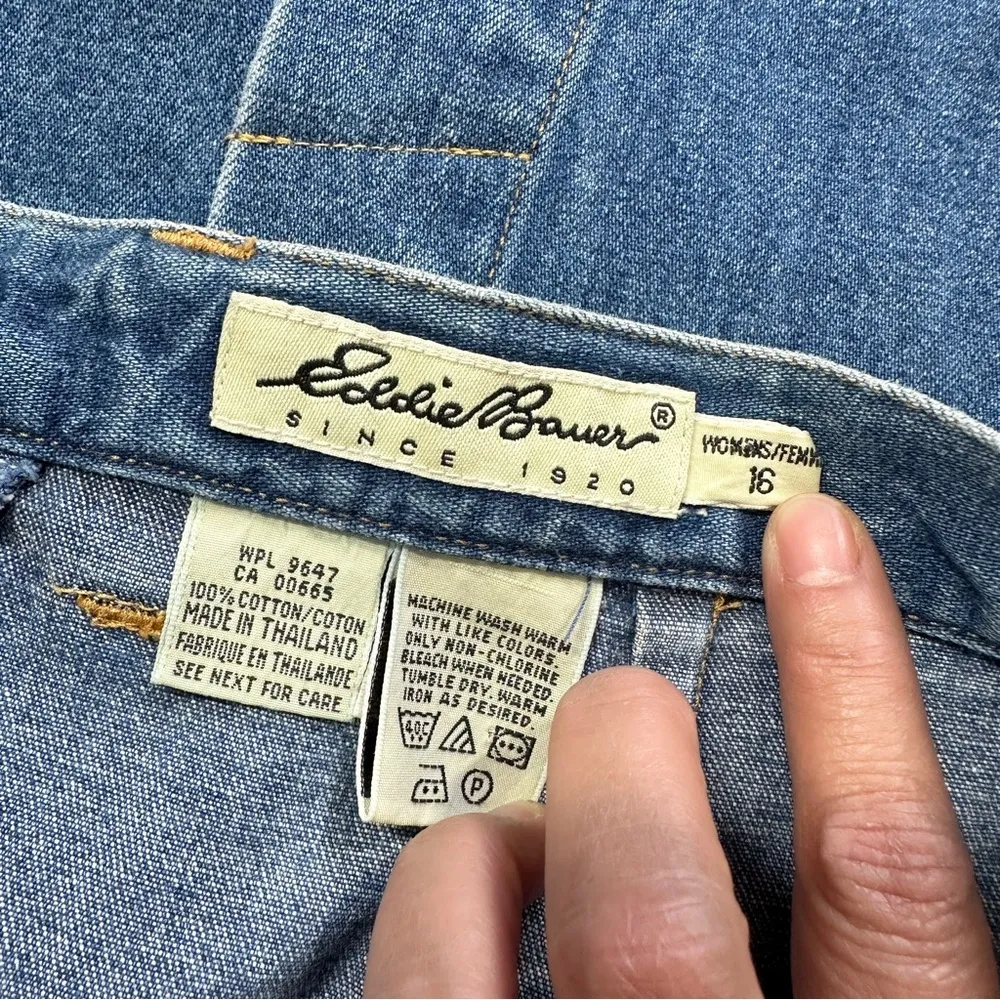 Eddie Bauer®
SINCE 1920
WOMENS/FEMM
16
WPL 9647
CA 00665
100% COTTON/COTON
MADE IN THAILAND
FABRIQUE EN THAILANDE
SEE NEXT FOR CARE
MACHINE WASH WARM
WITH LIKE COLORS.
ONLY NON-CHLORINE
BLEACH WHEN NEEDED.
TUMBLE DRY. WARM
IRON AS DESIRED.
40C
P